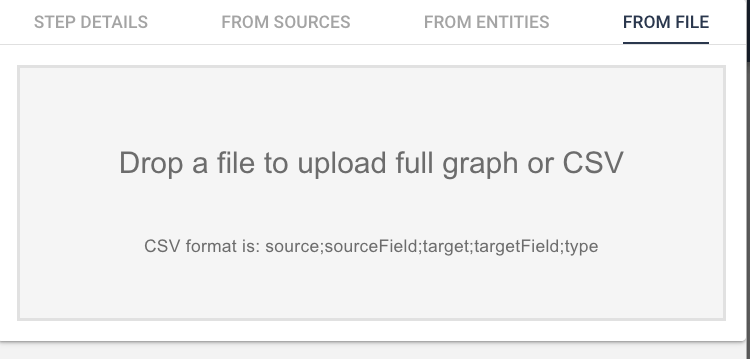 STEP DETAILS FROM SOURCES FROM ENTITIES FROM FILE
Drop a file to upload full graph or CSV
CSV format is: source;sourceField;target;targetField;type